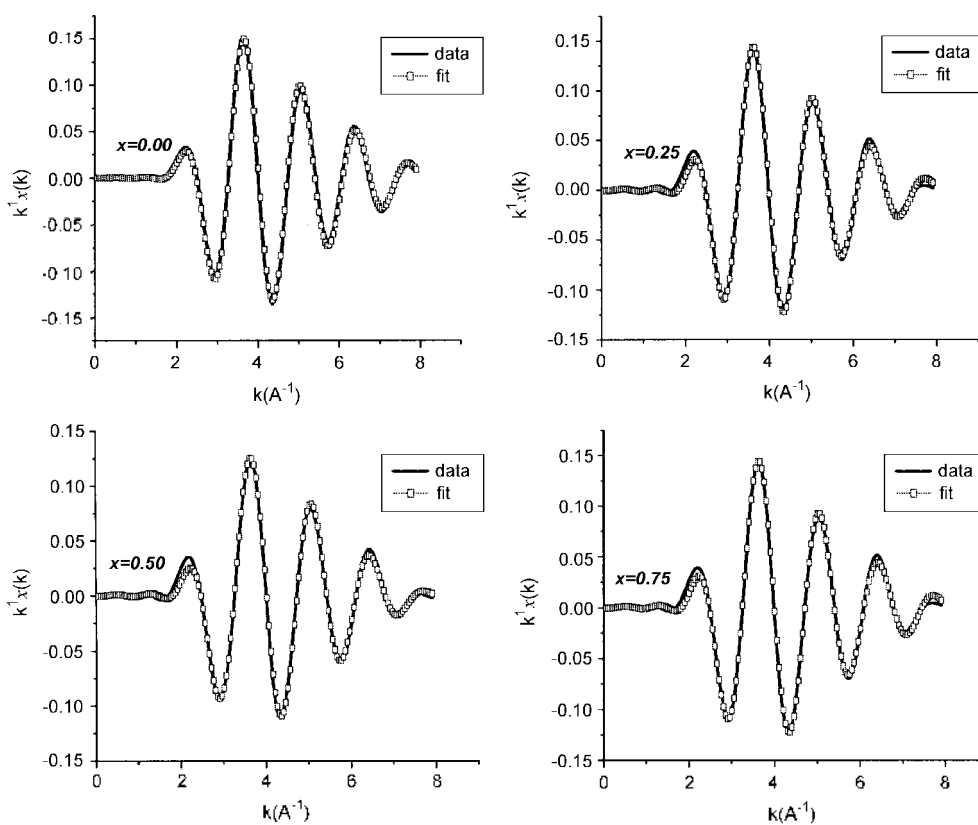 0.15
0.10
0.05
0.00
-0.05
-0.10
-0.15
k¹x(k)
x=0.00
data
fit
0 2 4 6 8
k(A⁻¹)
0.15
0.10
0.05
0.00
-0.05
-0.10
-0.15
k¹x(k)
x=0.25
data
fit
0 2 4 6 8
k(A⁻¹)
0.15
0.10
0.05
0.00
-0.05
-0.10
-0.15
k¹x(k)
x=0.50
data
fit
0 2 4 6 8
k(A⁻¹)
0.15
0.10
0.05
0.00
-0.05
-0.10
-0.15
k¹x(k)
x=0.75
data
fit
0 2 4 6 8
k(A⁻¹)